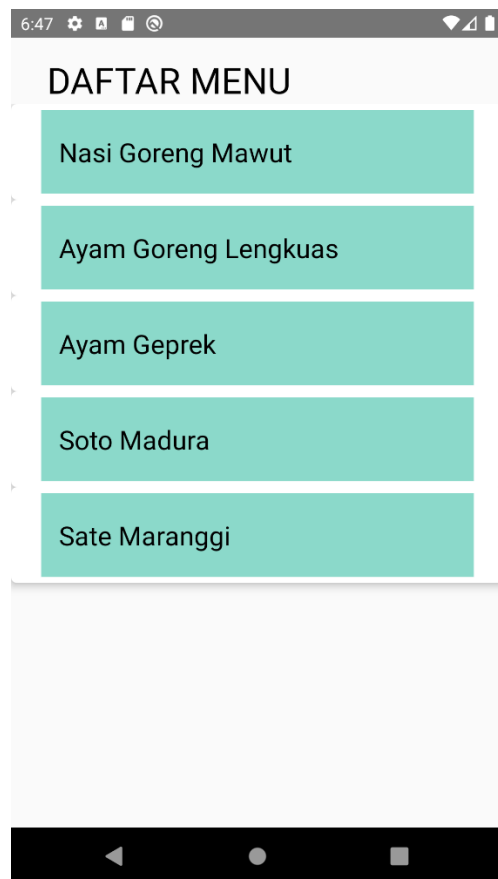 6:47
DAFTAR MENU
Nasi Goreng Mawut
Ayam Goreng Lengkuas
Ayam Geprek
Soto Madura
Sate Maranggi